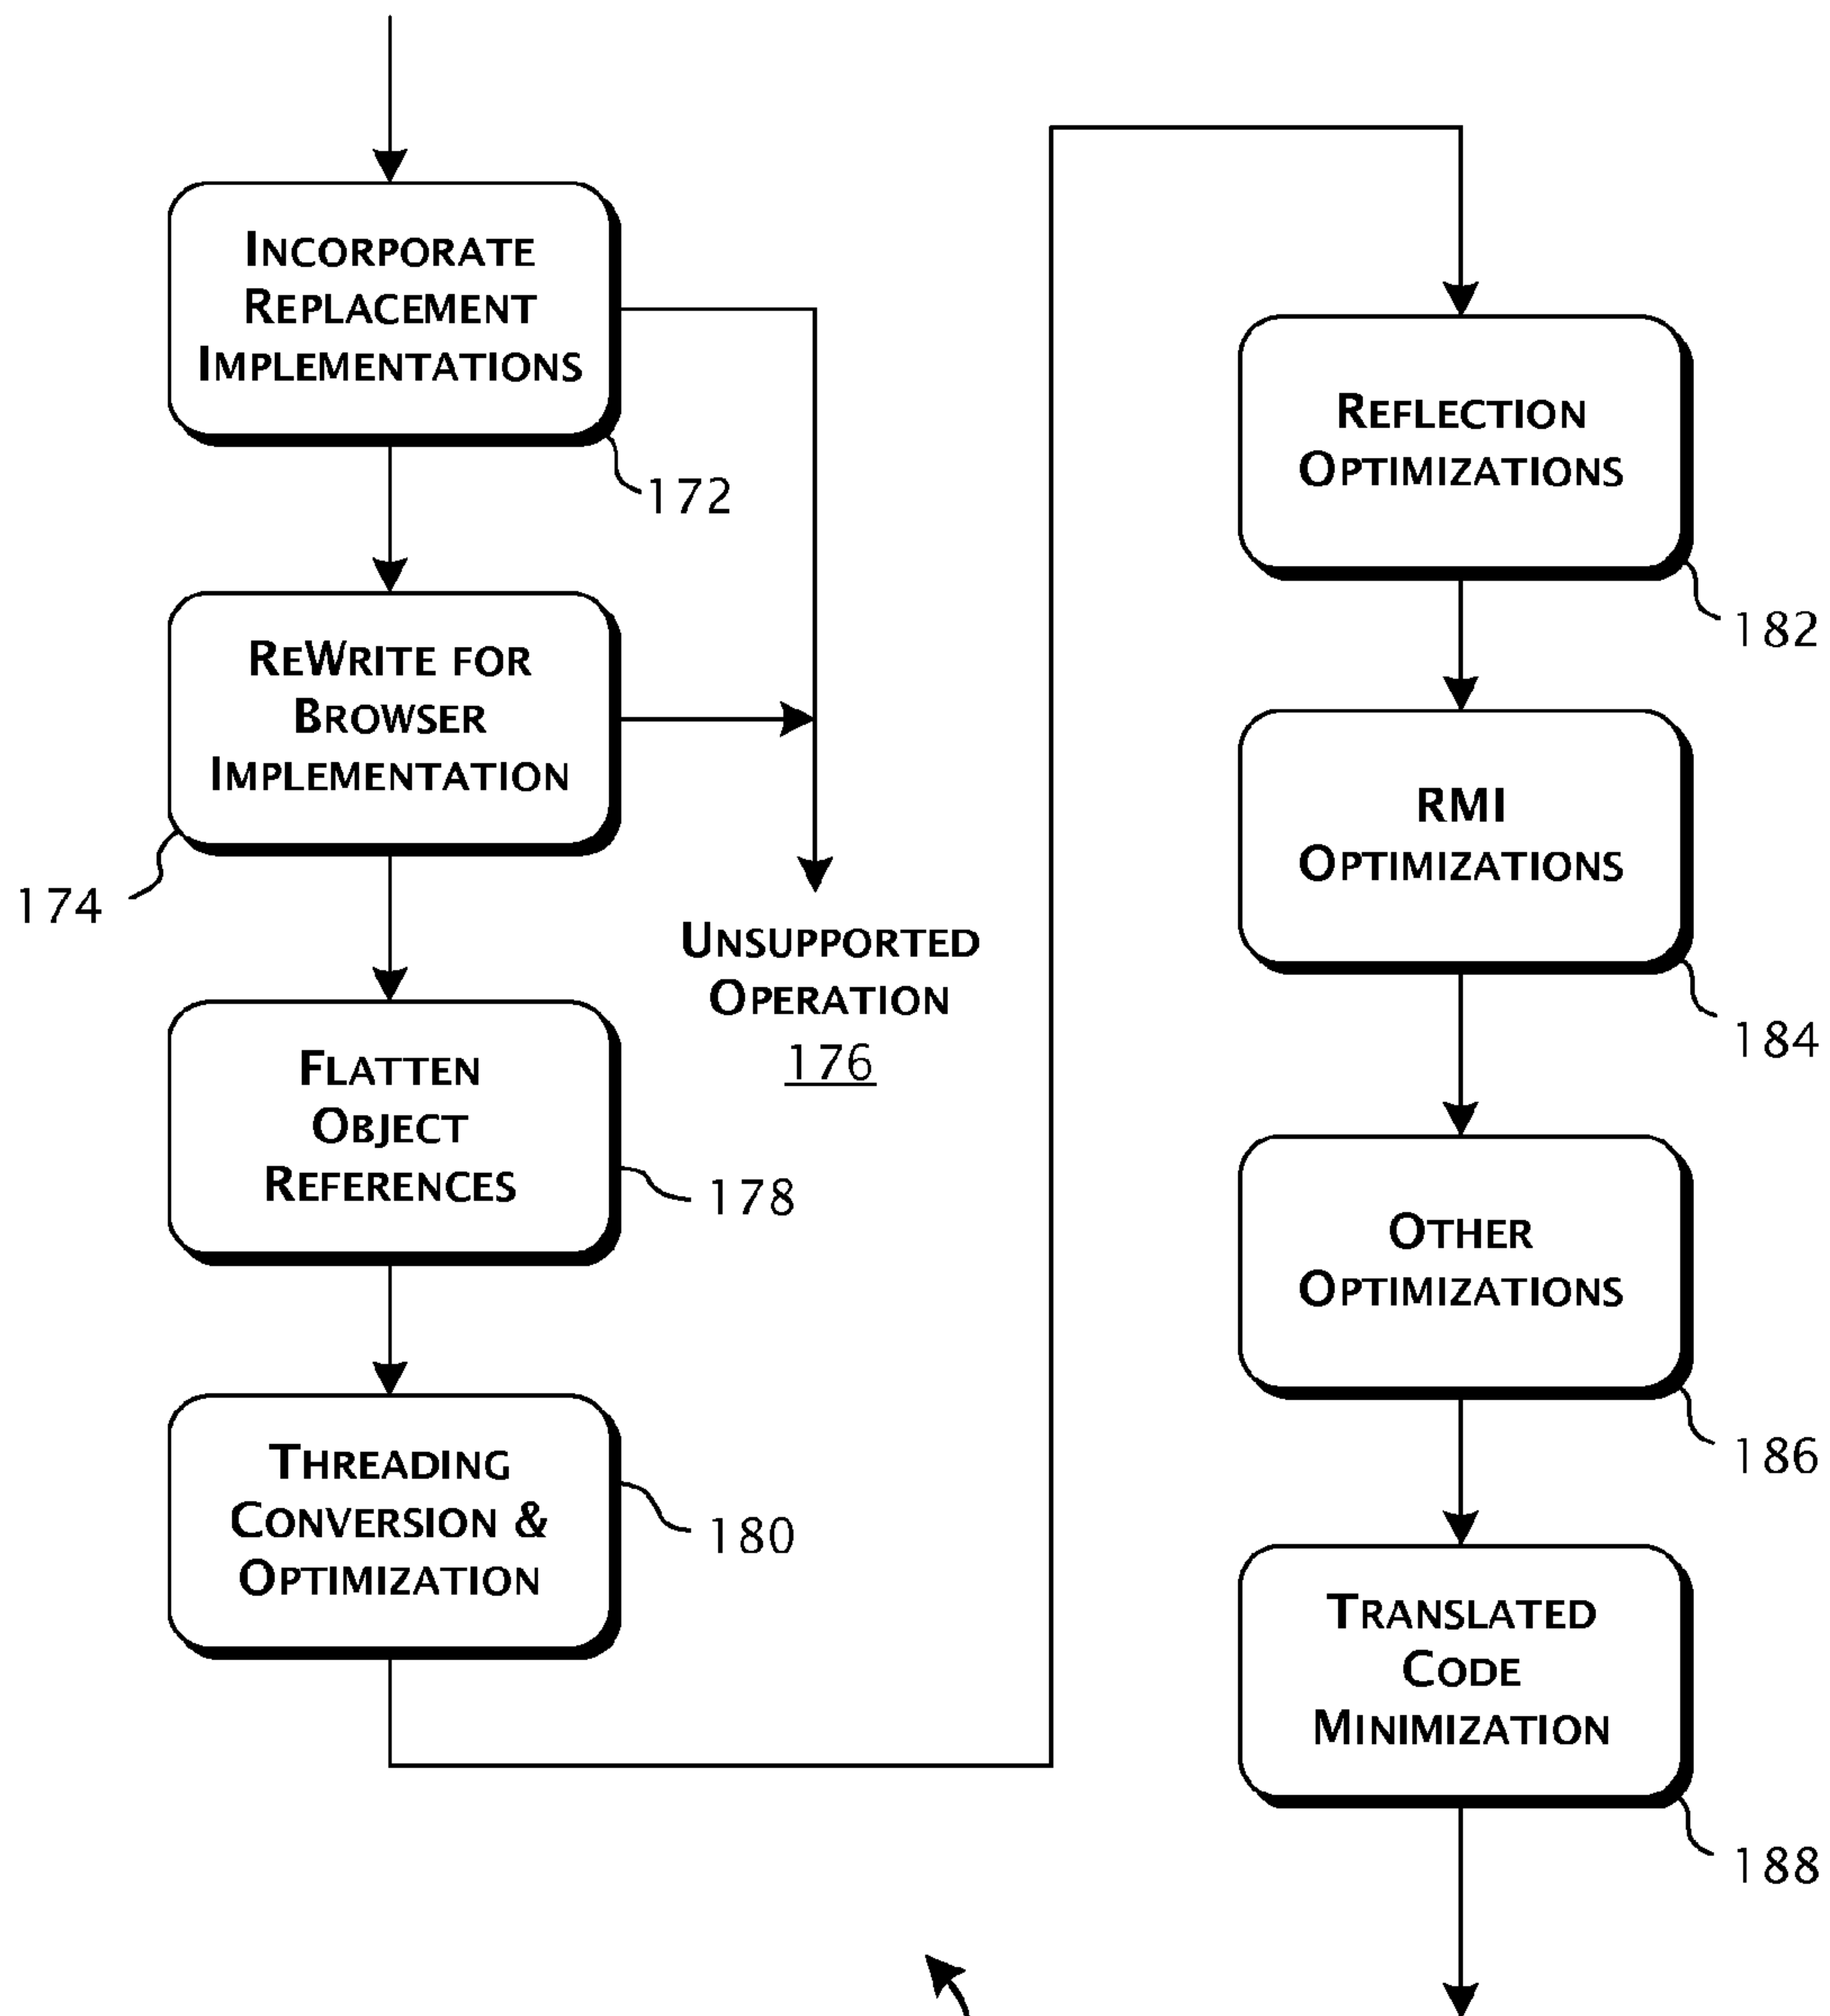 INCORPORATE
REPLACEMENT
IMPLEMENTATIONS
172
REWRITE FOR
BROWSER
IMPLEMENTATION
174
UNSUPPORTED
OPERATION
176
FLATTEN
OBJECT
REFERENCES
178
THREADING
CONVERSION &
OPTIMIZATION
180
REFLECTION
OPTIMIZATIONS
182
RMI
OPTIMIZATIONS
184
OTHER
OPTIMIZATIONS
186
TRANSLATED
CODE
MINIMIZATION
188